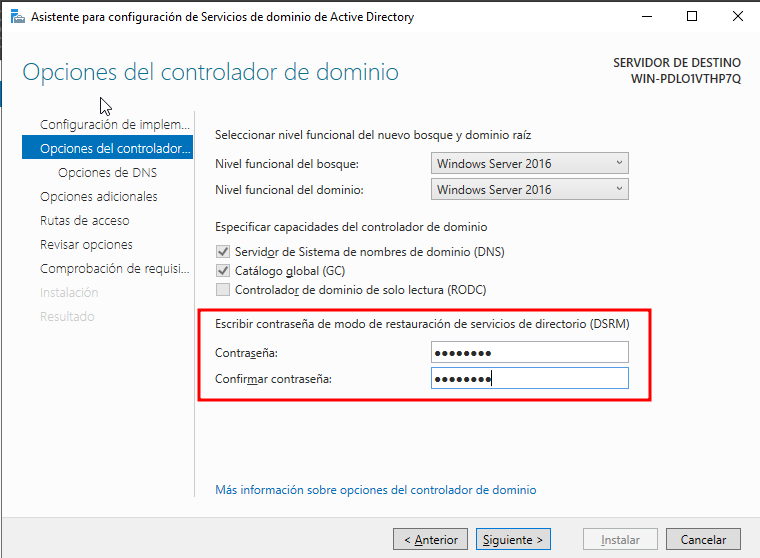 Asistente para configuración de Servicios de dominio de Active Directory
Opciones del controlador de dominio
SERVIDOR DE DESTINO
WIN-PDLO1VTHP7Q
Configuración de implem...
Opciones del controlador...
Opciones de DNS
Opciones adicionales
Rutas de acceso
Revisar opciones
Comprobación de requisi...
Instalación
Resultado
Seleccionar nivel funcional del nuevo bosque y dominio raíz
Nivel funcional del bosque: Windows Server 2016
Nivel funcional del dominio: Windows Server 2016
Especificar capacidades del controlador de dominio
Servidor de Sistema de nombres de dominio (DNS)
Catálogo global (GC)
Controlador de dominio de solo lectura (RODC)
Escribir contraseña de modo de restauración de servicios de directorio (DSRM)
Contraseña: ●●●●●●●●
Confirmar contraseña: ●●●●●●●●
Más información sobre opciones del controlador de dominio
< Anterior Siguiente > Instalar Cancelar